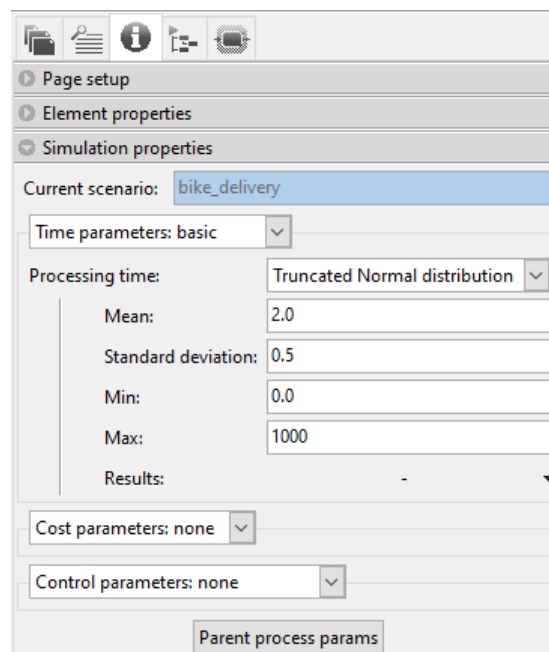 Page setup
Element properties
Simulation properties
Current scenario: bike_delivery
Time parameters: basic
Processing time: Truncated Normal distribution
Mean: 2.0
Standard deviation: 0.5
Min: 0.0
Max: 1000
Results: -
Cost parameters: none
Control parameters: none
Parent process params